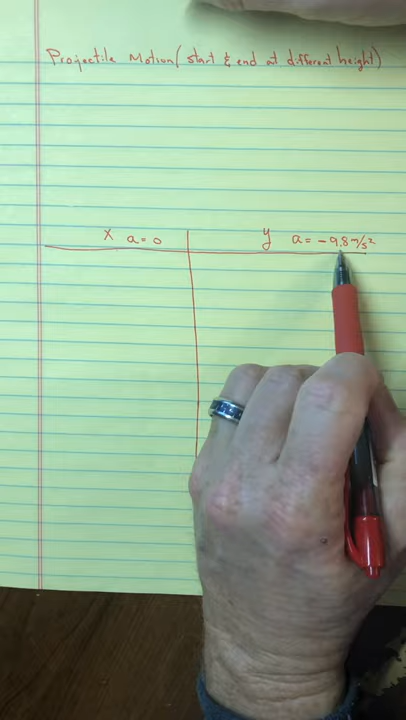 Projectile Motion (start & end at different height)
x a = 0 y a = -9.8 m/s²